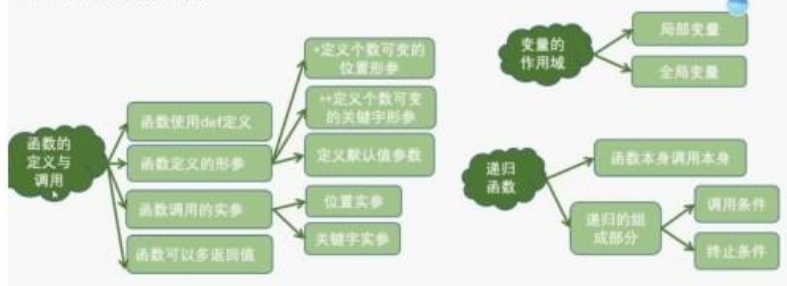 函数的
定义与
调用
函数使用def定义
函数定义的形参
函数调用的实参
函数可以多返回值
*定义个数可变的
位置形参
**定义个数可变
的关键字形参
定义默认值参数
位置实参
关键字实参
变量的
作用域
局部变量
全局变量
递归
函数
函数本身调用本身
递归的组
成部分
调用条件
终止条件